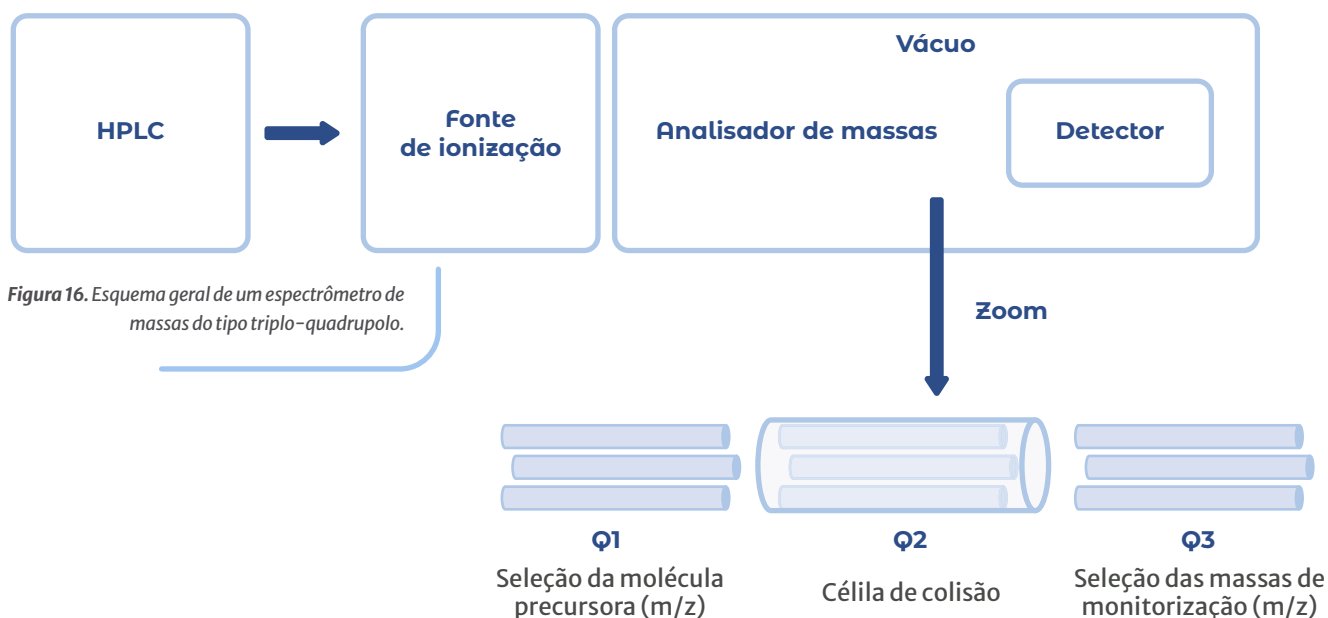 Vácuo
HPLC
Fonte
de ionização
Analisador de massas
Detector
Figura 16. Esquema geral de um espectrômetro de
massas do tipo triplo-quadrupolo.
Zoom
Q1
Seleção da molécula
precursora (m/z)
Q2
Célila de colisão
Q3
Seleção das massas de
monitorização (m/z)